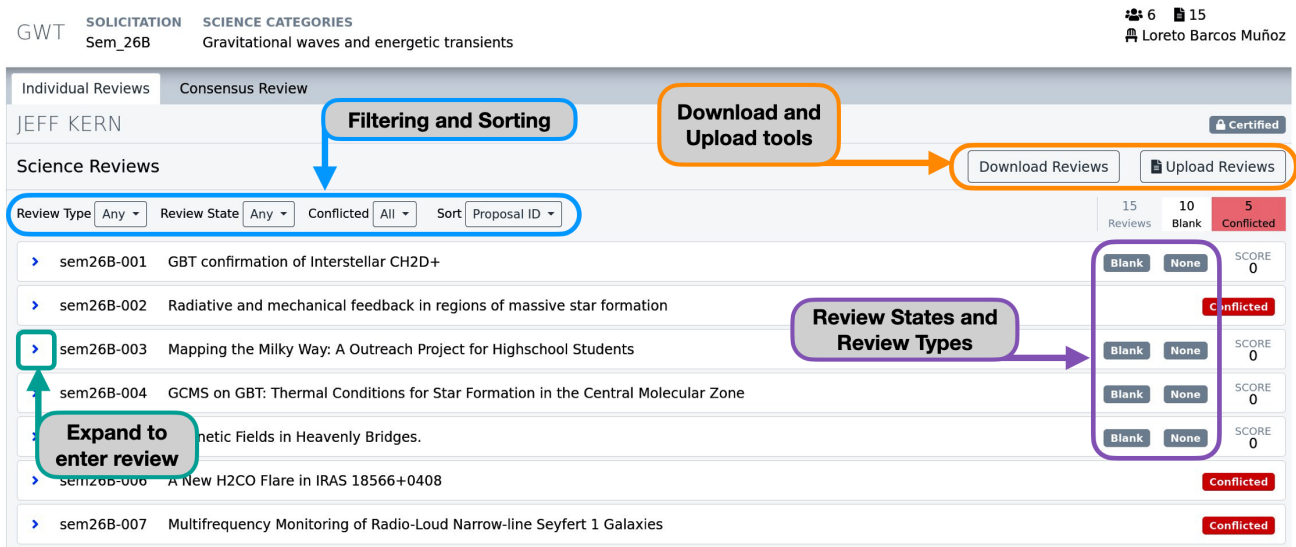 GWT SOLICITATION SCIENCE CATEGORIES 6 15
Sem_26B Gravitational waves and energetic transients Loreto Barcos Muñoz
Individual Reviews Consensus Review
JEFF KERN Filtering and Sorting Download and Upload tools Certified
Science Reviews Download Reviews Upload Reviews
Review Type Any Review State Any Conflicted All Sort Proposal ID 15 Reviews 10 Blank 5 Conflicted
sem26B-001 GBT confirmation of Interstellar CH2D+ Blank None SCORE 0
sem26B-002 Radiative and mechanical feedback in regions of massive star formation Conflicted
Review States and Review Types
sem26B-003 Mapping the Milky Way: A Outreach Project for Highschool Students Blank None SCORE 0
sem26B-004 GCMS on GBT: Thermal Conditions for Star Formation in the Central Molecular Zone Blank None SCORE 0
Expand to enter review
netic Fields in Heavenly Bridges. Blank None SCORE 0
sem26B-006 A New H2CO Flare in IRAS 18566+0408 Conflicted
sem26B-007 Multifrequency Monitoring of Radio-Loud Narrow-line Seyfert 1 Galaxies Conflicted